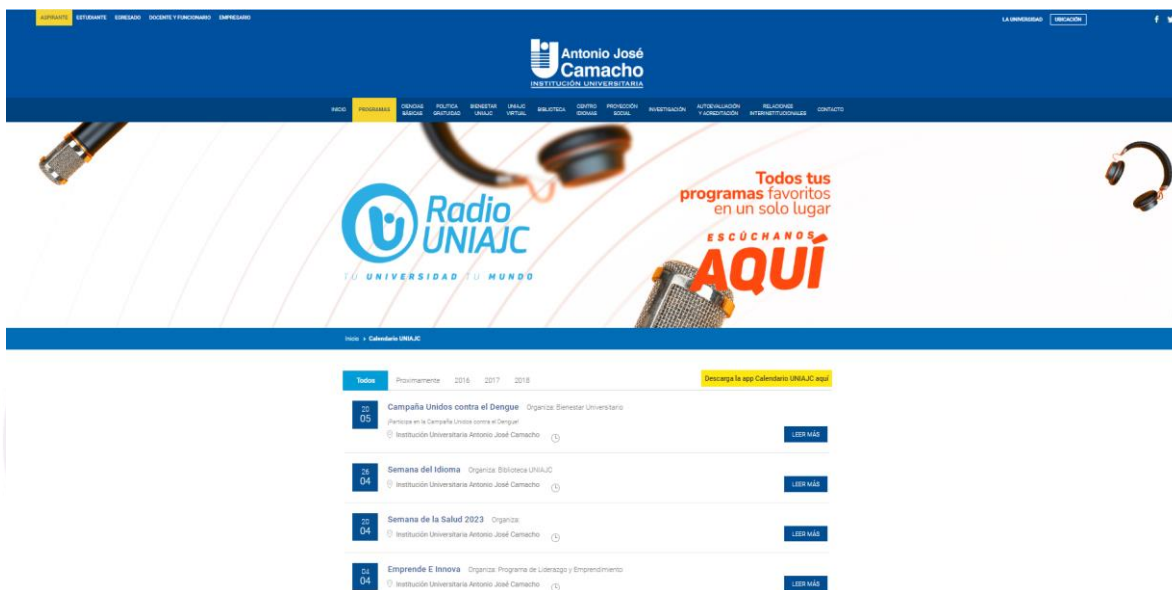 ASPIRANTE ESTUDIANTE EGRESADO DOCENTE Y FUNCIONARIO EMPRESARIO
LA UNIVERSIDAD UBICACIÓN
Antonio José
Camacho
INSTITUCIÓN UNIVERSITARIA
INICIO PROGRAMAS CIENCIAS BÁSICAS POLITICA GRATUIDAD BIENESTAR UNIAJC UNIAJC VIRTUAL BIBLIOTECA CENTRO IDIOMAS PROYECCIÓN SOCIAL INVESTIGACIÓN AUTOEVALUACIÓN Y ACREDITACIÓN RELACIONES INTERINSTITUCIONALES CONTACTO
Radio
UNIAJC
TU UNIVERSIDAD TU MUNDO
Todos tus
programas favoritos
en un solo lugar
ESCÚCHANOS
AQUÍ
Inicio > Calendario UNIAJC
Todos Proximamente 2016 2017 2018
Descarga la app Calendario UNIAJC aquí
20
05
Campaña Unidos contra el Dengue Organiza: Bienestar Universitario
¡Participa en la Campaña Unidos contra el Dengue!
Institución Universitaria Antonio José Camacho
LEER MÁS
26
04
Semana del Idioma Organiza: Biblioteca UNIAJC
Institución Universitaria Antonio José Camacho
LEER MÁS
20
04
Semana de la Salud 2023 Organiza:
Institución Universitaria Antonio José Camacho
LEER MÁS
04
Emprende E Innova Organiza: Programa de Liderazgo y Emprendimiento
Institución Universitaria Antonio José Camacho
LEER MÁS